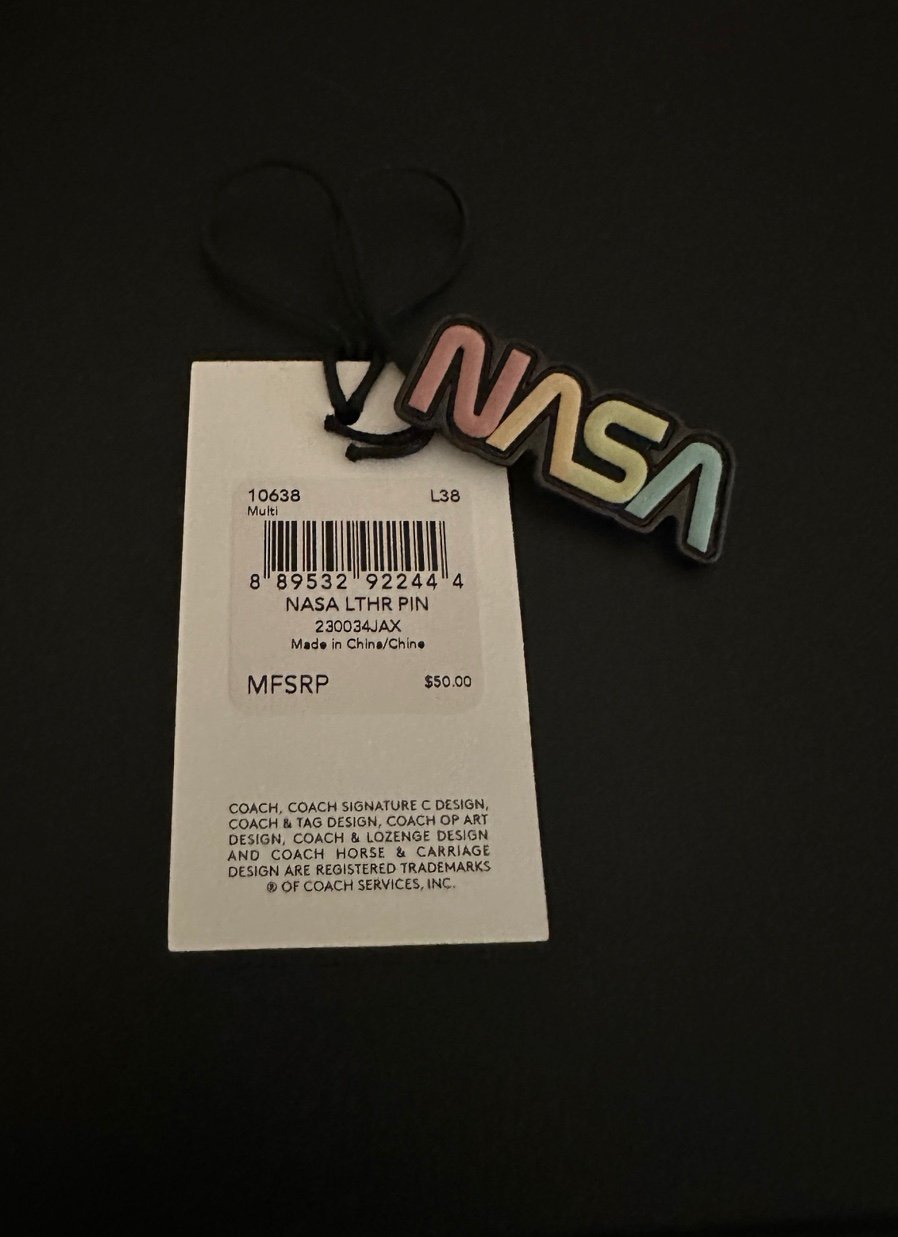 NASA
10638 L38
Multi
8 89532 92244 4
NASA LTHR PIN
230034JAX
Made in China/Chine
MFSRP $50.00
COACH, COACH SIGNATURE C DESIGN,
COACH & TAG DESIGN, COACH OP ART
DESIGN, COACH & LOZENGE DESIGN
AND COACH HORSE & CARRIAGE
DESIGN ARE REGISTERED TRADEMARKS
® OF COACH SERVICES, INC.